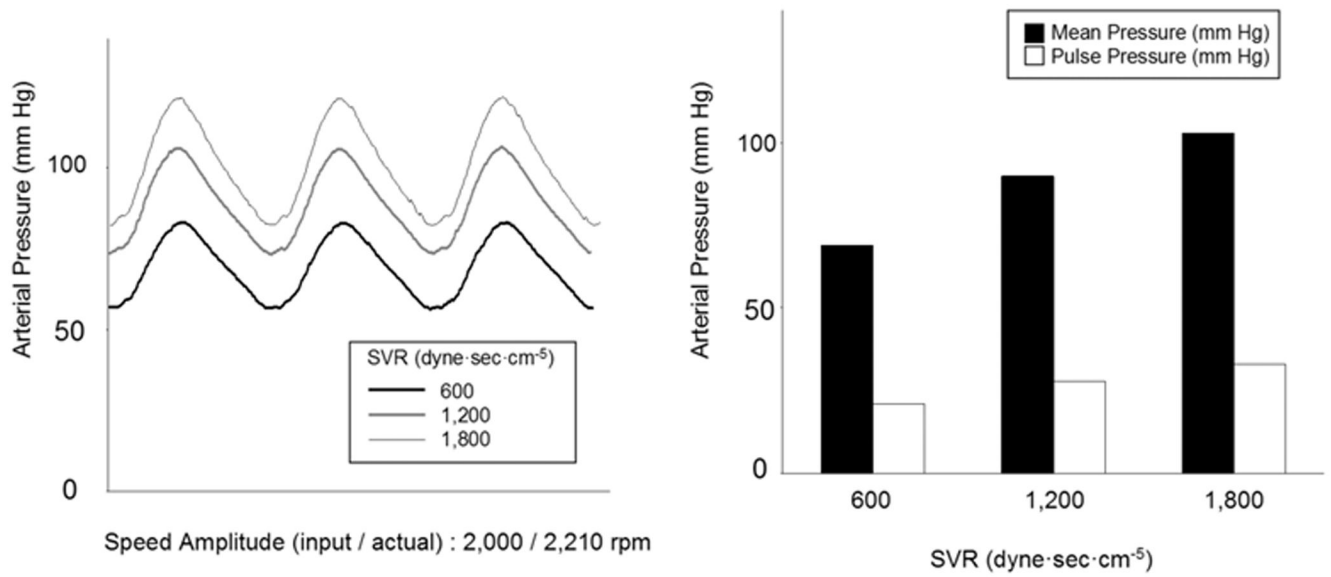 Arterial Pressure (mm Hg)
100
50
0
SVR (dyne·sec·cm-5)
600
1,200
1,800
Speed Amplitude (input / actual) : 2,000 / 2,210 rpm
Mean Pressure (mm Hg)
Pulse Pressure (mm Hg)
Arterial Pressure (mm Hg)
100
50
0
600
1,200
1,800
SVR (dyne·sec·cm-5)